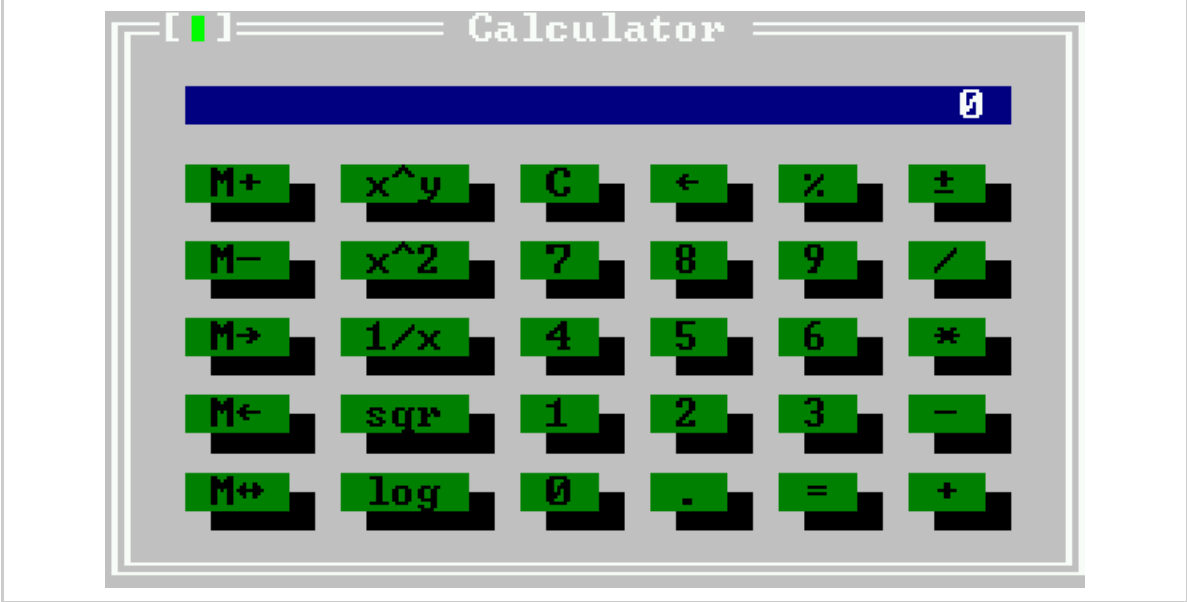 [▮] Calculator
0
M+ x^y C ← % ±
M− x^2 7 8 9 /
M→ 1/x 4 5 6 *
M← sqr 1 2 3 −
M↔ log 0 . = +